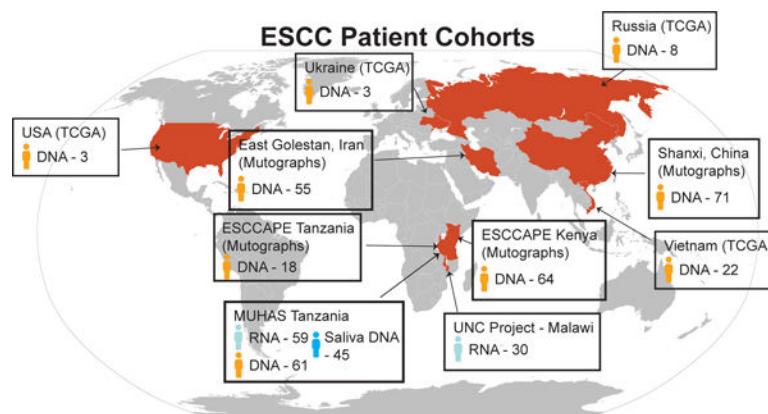 ESCC Patient Cohorts
Russia (TCGA)
DNA - 8
Ukraine (TCGA)
DNA - 3
USA (TCGA)
DNA - 3
East Golestan, Iran
(Mutographs)
DNA - 55
Shanxi, China
(Mutographs)
DNA - 71
ESCCAPE Tanzania
(Mutographs)
DNA - 18
ESCCAPE Kenya
(Mutographs)
DNA - 64
Vietnam (TCGA
DNA - 22
MUHAS Tanzania
RNA - 59 Saliva DNA
- 45
DNA - 61
UNC Project - Malawi
RNA - 30